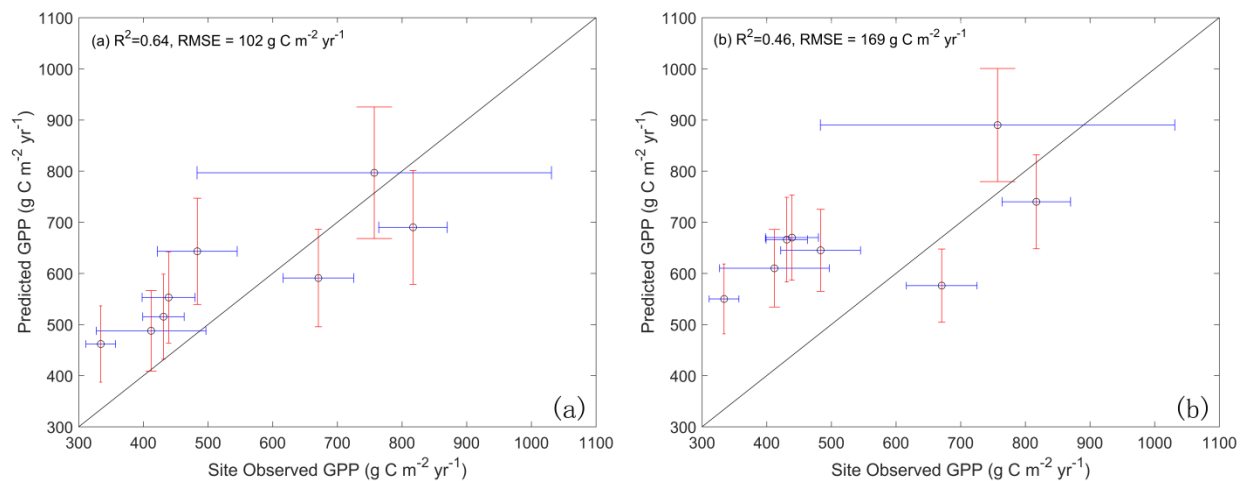 (a) R²=0.64, RMSE = 102 g C m⁻² yr⁻¹
Predicted GPP (g C m⁻² yr⁻¹)
1100
1000
900
800
700
600
500
400
300
300 400 500 600 700 800 900 1000 1100
Site Observed GPP (g C m⁻² yr⁻¹)
(a)
(b) R²=0.46, RMSE = 169 g C m⁻² yr⁻¹
Predicted GPP (g C m⁻² yr⁻¹)
1100
1000
900
800
700
600
500
400
300
300 400 500 600 700 800 900 1000 1100
Site Observed GPP (g C m⁻² yr⁻¹)
(b)